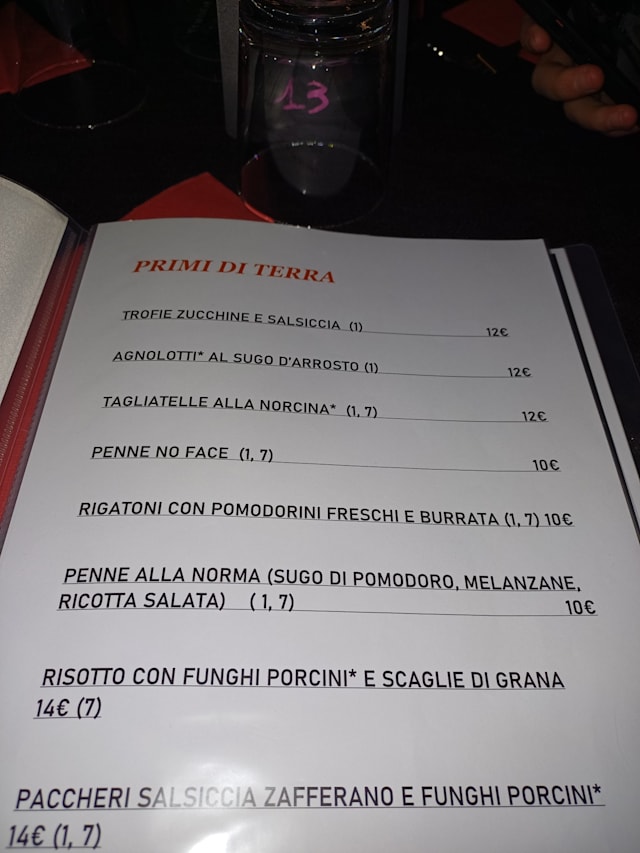 13
PRIMI DI TERRA
TROFIE ZUCCHINE E SALSICCIA (1) 12€
AGNOLOTTI* AL SUGO D'ARROSTO (1) 12€
TAGLIATELLE ALLA NORCINA* (1, 7) 12€
PENNE NO FACE (1, 7) 10€
RIGATONI CON POMODORINI FRESCHI E BURRATA (1, 7) 10€
PENNE ALLA NORMA (SUGO DI POMODORO, MELANZANE,
RICOTTA SALATA) ( 1, 7) 10€
RISOTTO CON FUNGHI PORCINI* E SCAGLIE DI GRANA
14€ (7)
PACCHERI SALSICCIA ZAFFERANO E FUNGHI PORCINI*
14€ (1, 7)